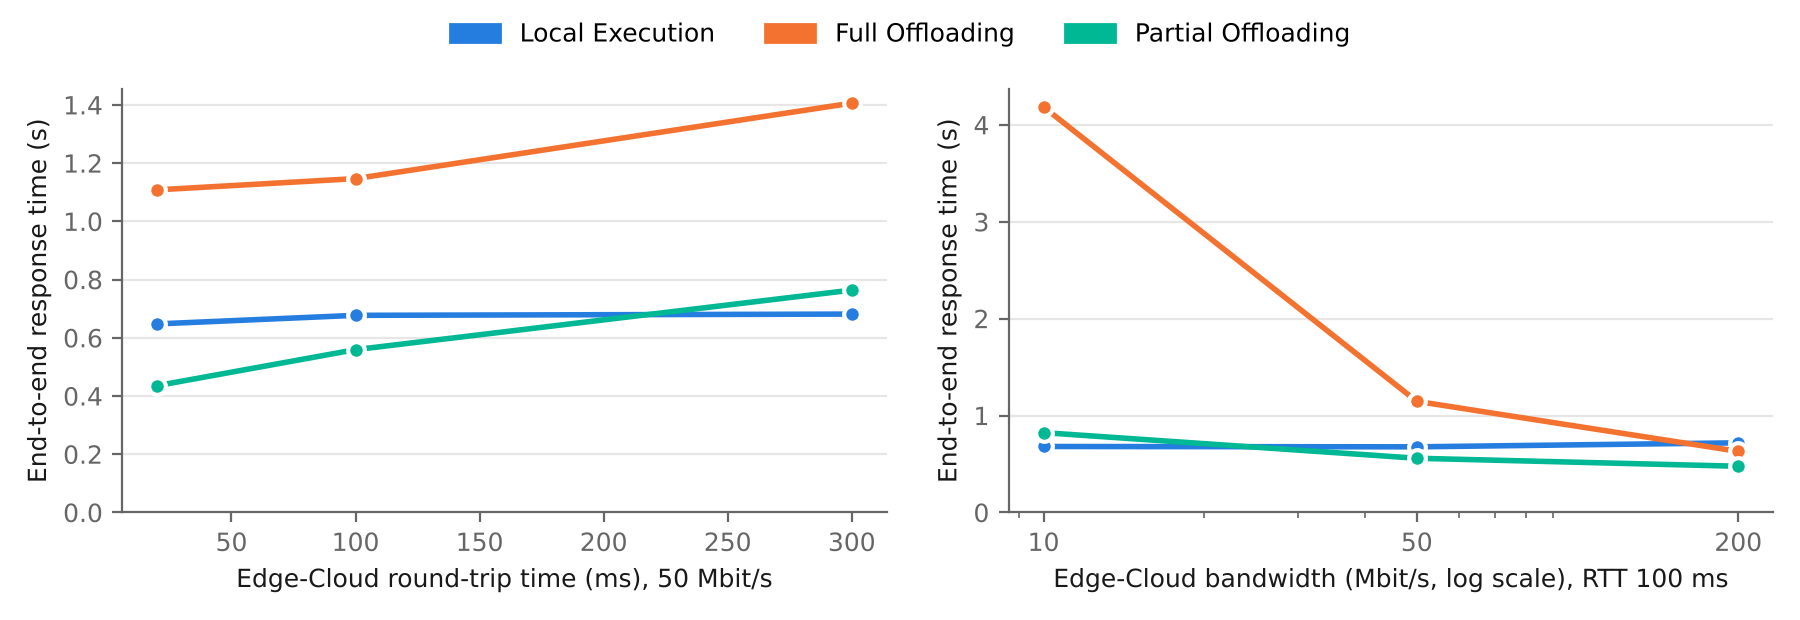 Local Execution Full Offloading Partial Offloading
End-to-end response time (s)
1.4
1.2
1.0
0.8
0.6
0.4
0.2
0.0
50 100 150 200 250 300
Edge-Cloud round-trip time (ms), 50 Mbit/s
End-to-end response time (s)
4
3
2
1
0
10 50 200
Edge-Cloud bandwidth (Mbit/s, log scale), RTT 100 ms